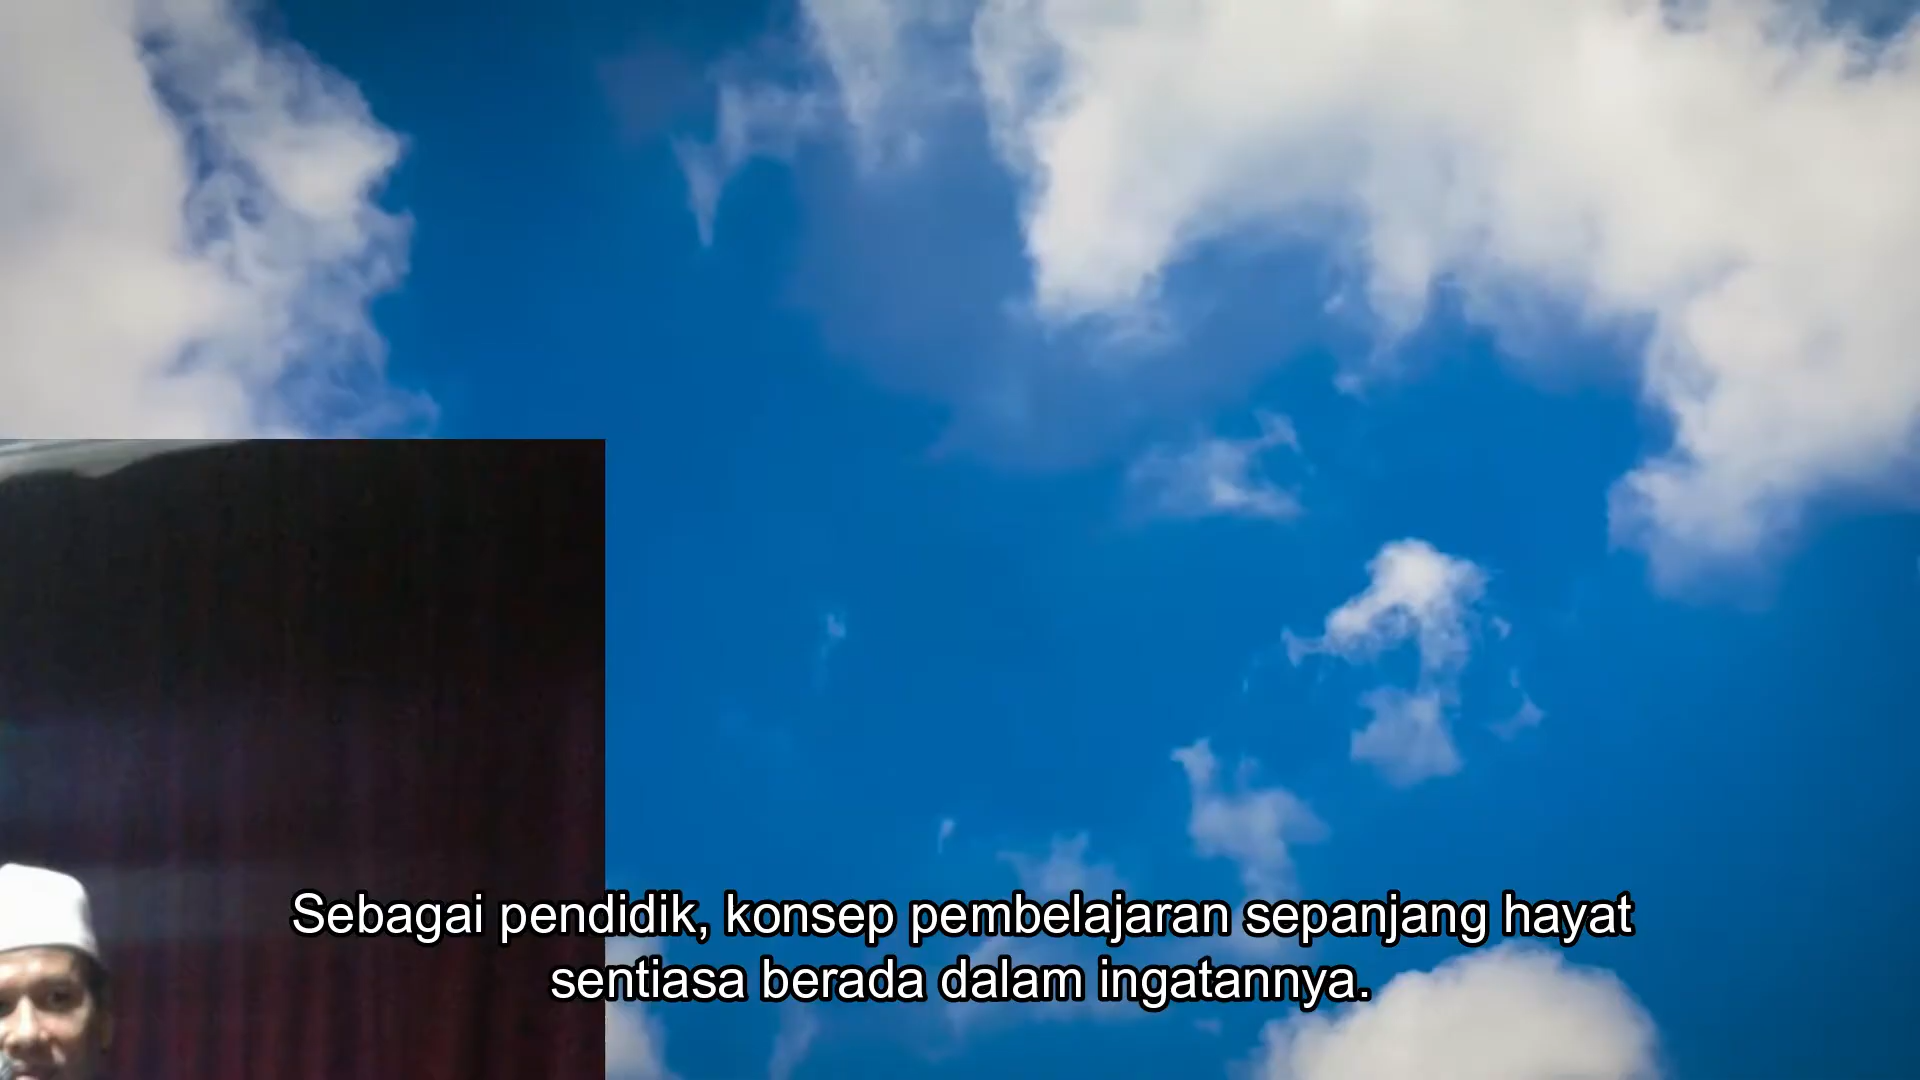 Sebagai pendidik, konsep pembelajaran sepanjang hayat
sentiasa berada dalam ingatannya.